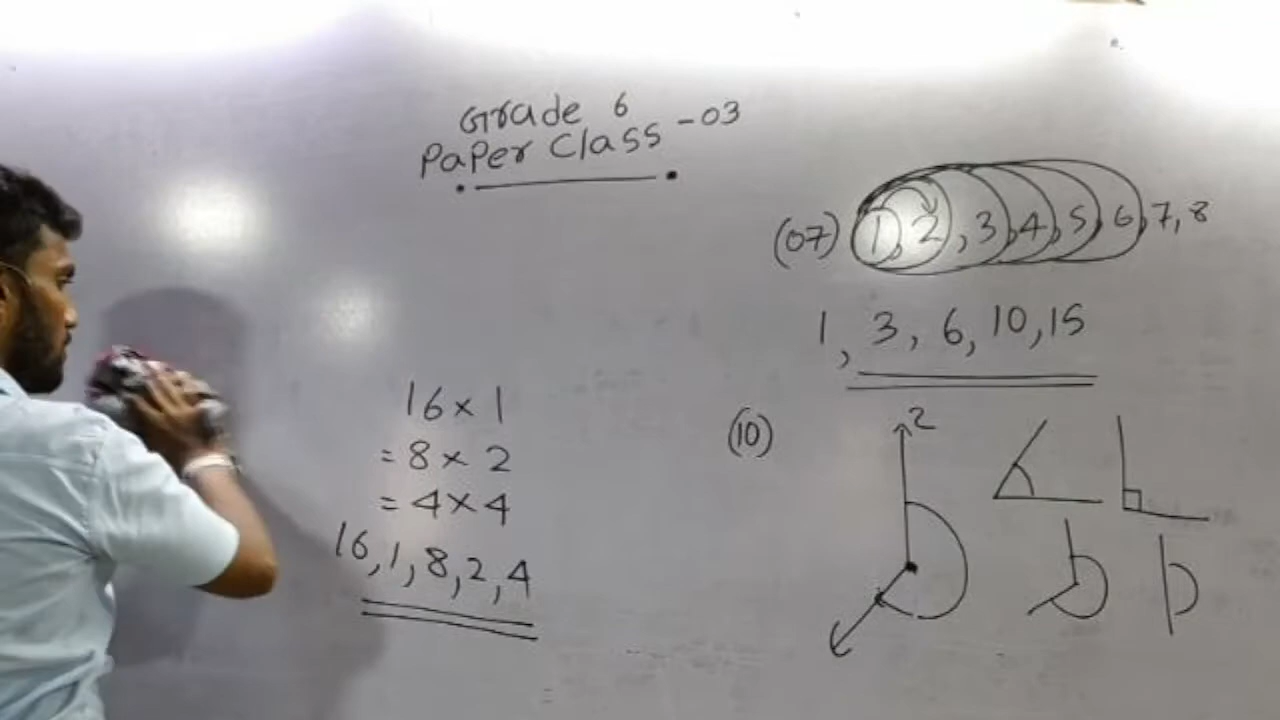 Grade 6
Paper Class - 03
(07) 1, 2, 3, 4, 5, 6, 7, 8
1, 3, 6, 10, 15
16 × 1
= 8 × 2
= 4 × 4
16, 1, 8, 2, 4
(10)
2